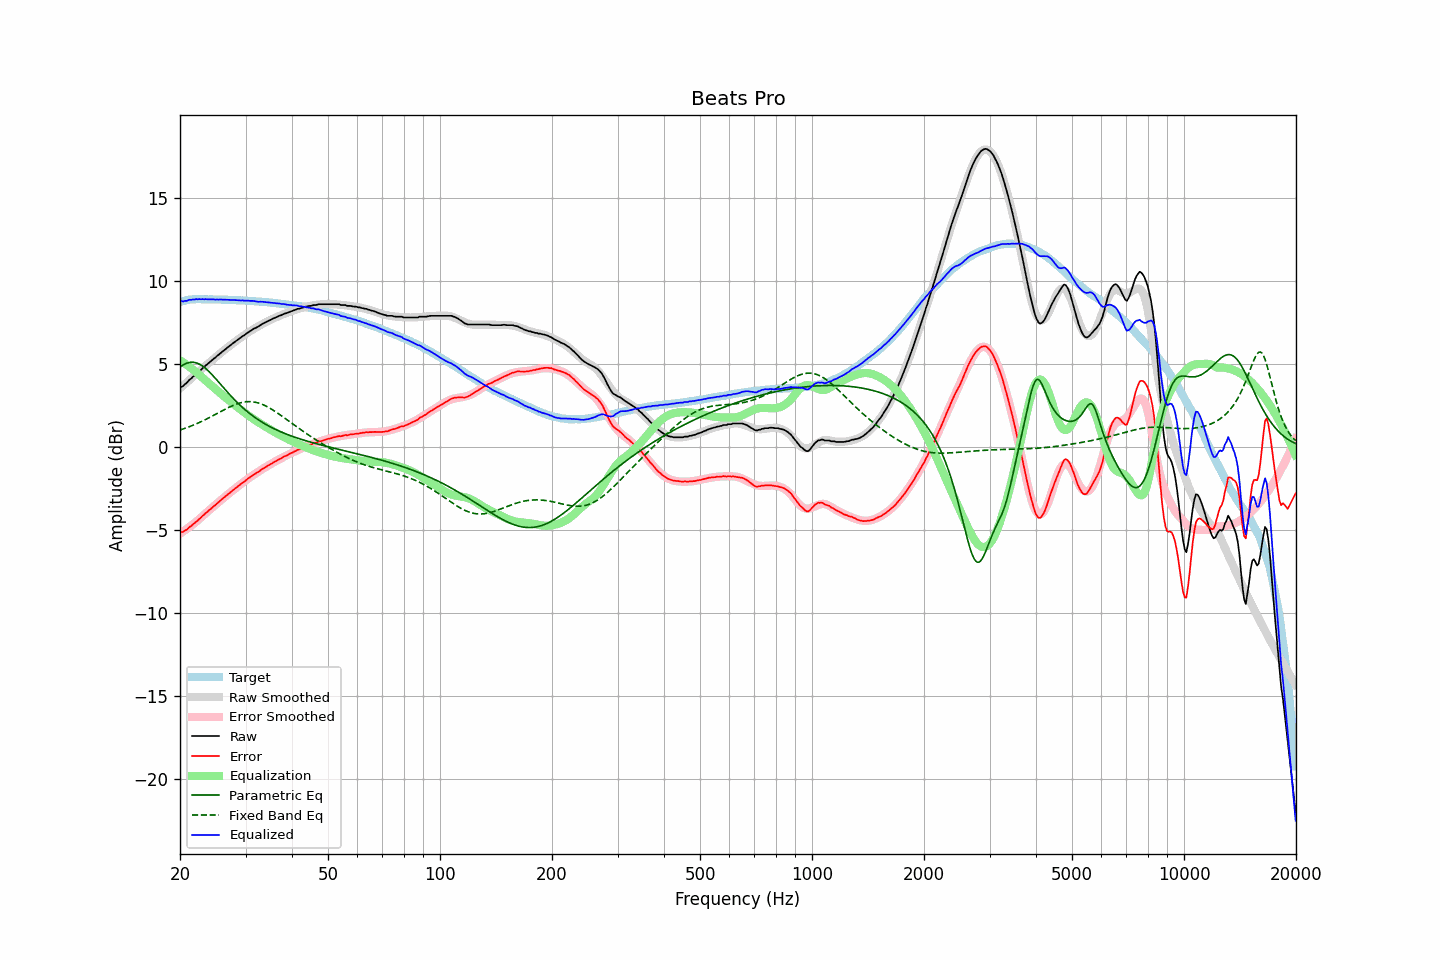 Beats Pro
Amplitude (dBr)
15
10
5
0
−5
−10
−15
−20
Target
Raw Smoothed
Error Smoothed
Raw
Error
Equalization
Parametric Eq
Fixed Band Eq
Equalized
20 50 100 200 500 1000 2000 5000 10000 20000
Frequency (Hz)